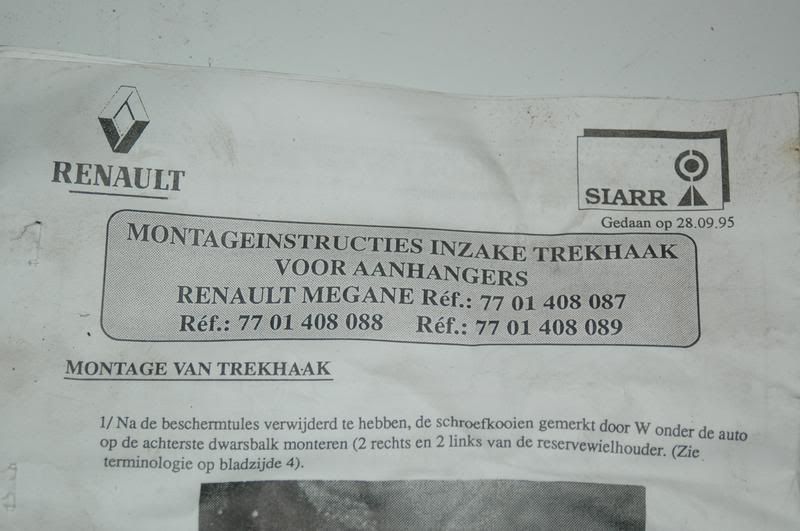 RENAULT
SIARR
Gedaan op 28.09.95
MONTAGEINSTRUCTIES INZAKE TREKHAAK
VOOR AANHANGERS
RENAULT MEGANE Réf.: 77 01 408 087
Réf.: 77 01 408 088 Réf.: 77 01 408 089
MONTAGE VAN TREKHAAK
1/ Na de beschermtules verwijderd te hebben, de schroefkooien gemerkt door W onder de auto
op de achterste dwarsbalk monteren (2 rechts en 2 links van de reservewielhouder. (Zie
terminologie op bladzijde 4).